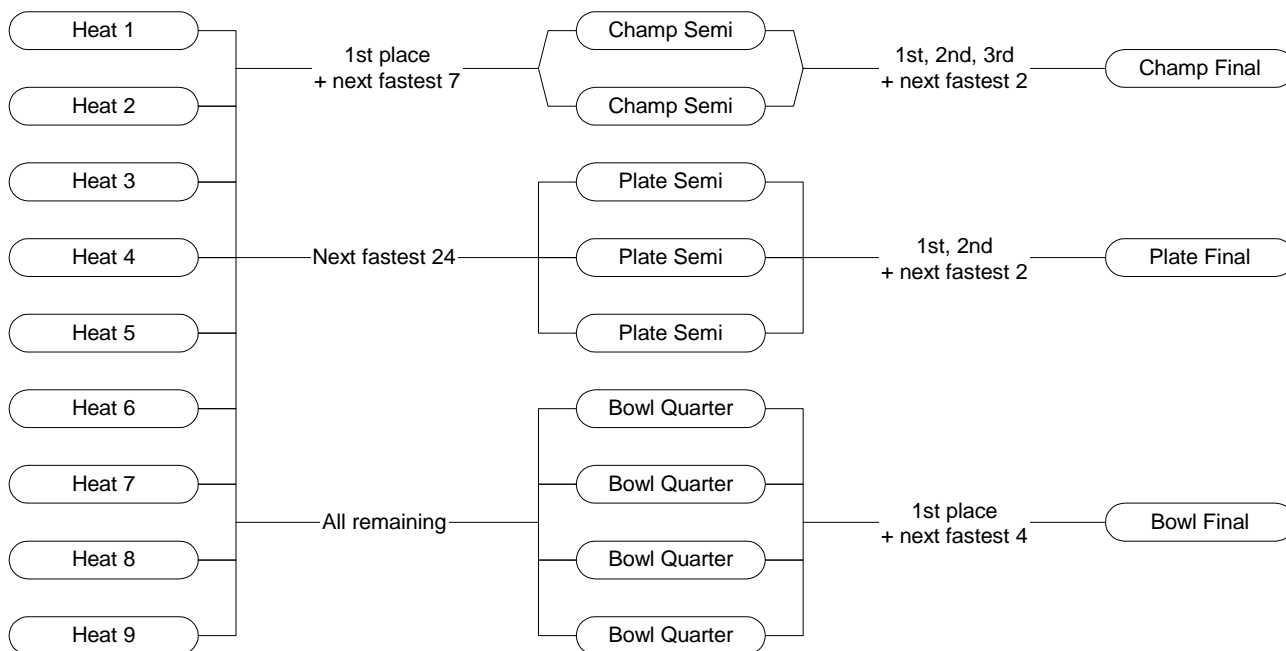 Heat 1
Heat 2
Heat 3
Heat 4
Heat 5
Heat 6
Heat 7
Heat 8
Heat 9
1st place
+ next fastest 7
Next fastest 24
All remaining
Champ Semi
Champ Semi
Plate Semi
Plate Semi
Plate Semi
Bowl Quarter
Bowl Quarter
Bowl Quarter
Bowl Quarter
1st, 2nd, 3rd
+ next fastest 2
1st, 2nd
+ next fastest 2
1st place
+ next fastest 4
Champ Final
Plate Final
Bowl Final